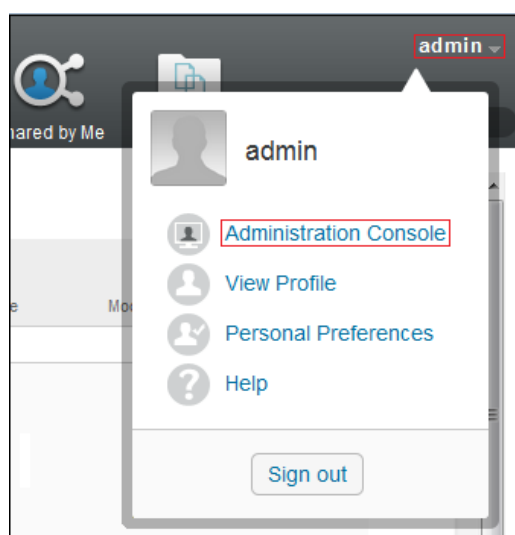 admin
hared by Me
admin
Administration Console
View Profile
Personal Preferences
Help
Sign out